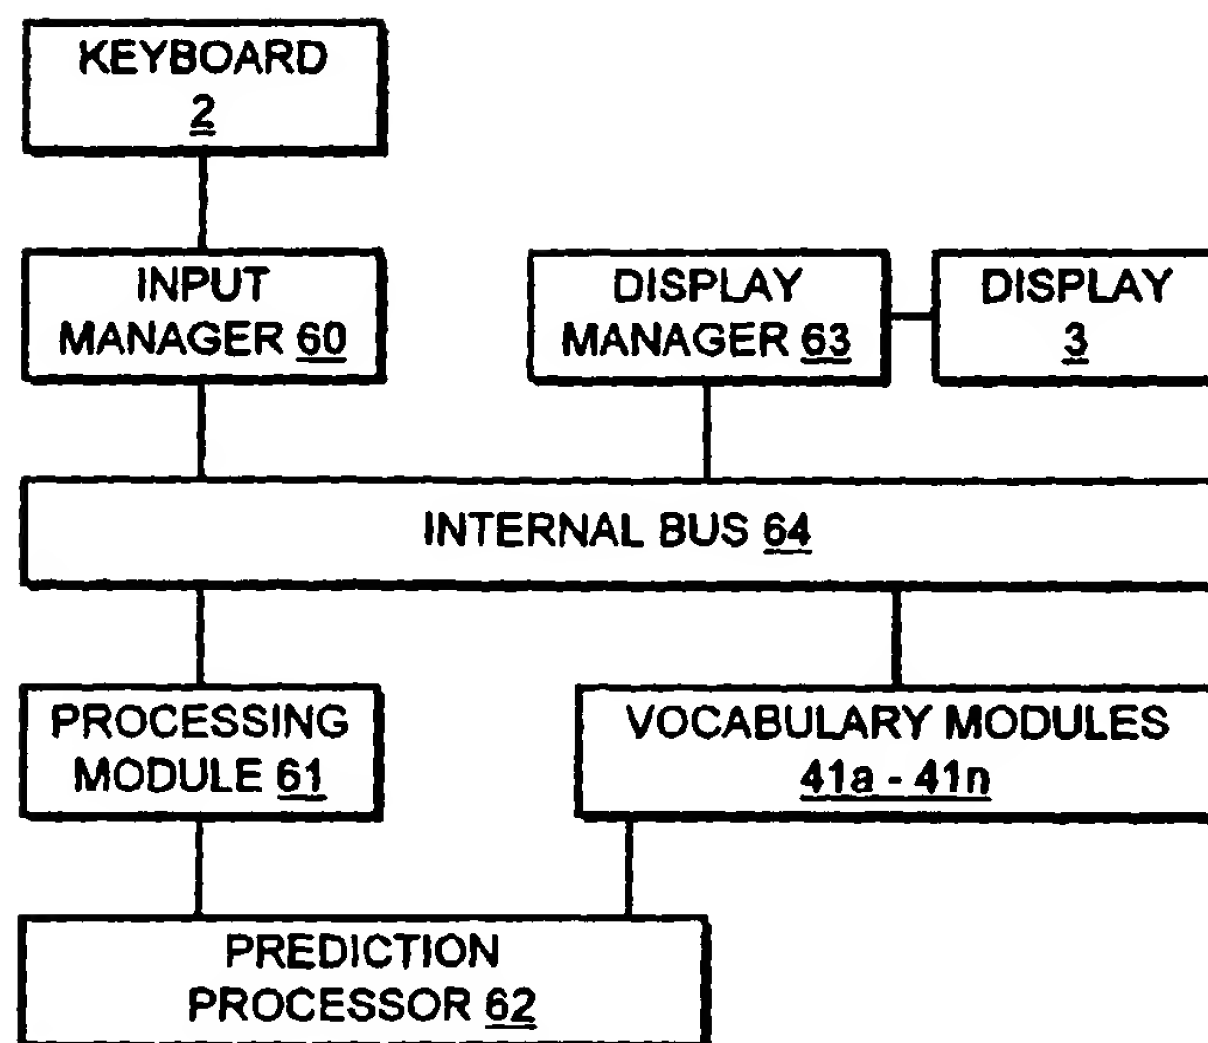 KEYBOARD
2
INPUT
MANAGER 60
DISPLAY
MANAGER 63
DISPLAY
3
INTERNAL BUS 64
PROCESSING
MODULE 61
VOCABULARY MODULES
41a - 41n
PREDICTION
PROCESSOR 62